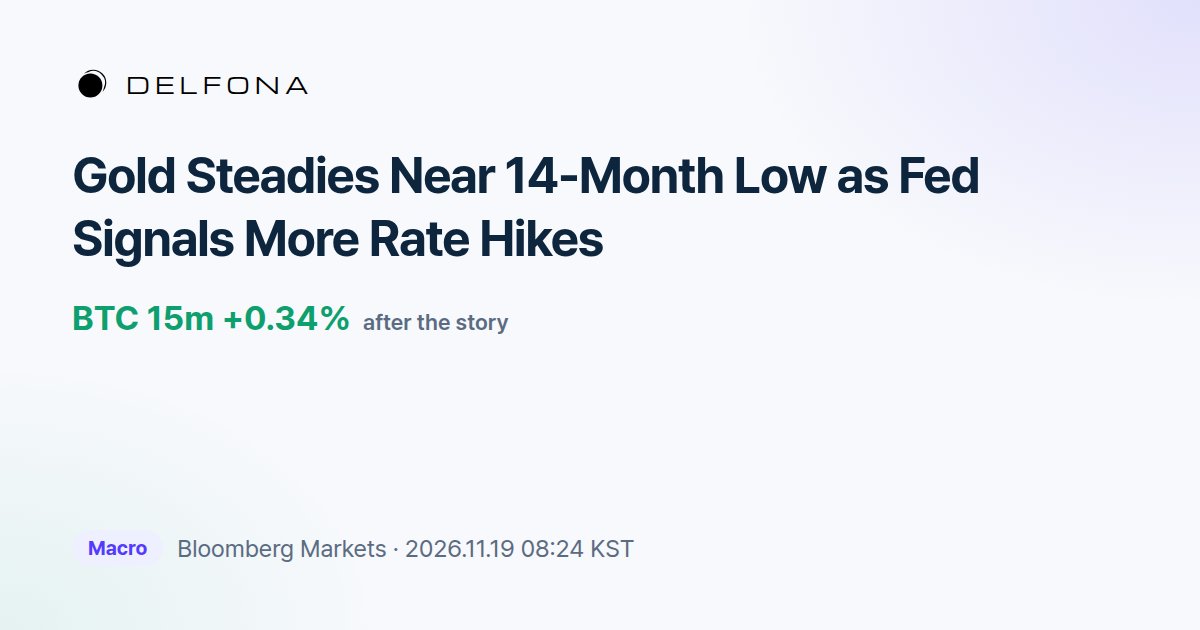 DELFONA
Gold Steadies Near 14-Month Low as Fed
Signals More Rate Hikes
BTC 15m +0.34% after the story
Macro Bloomberg Markets · 2026.11.19 08:24 KST